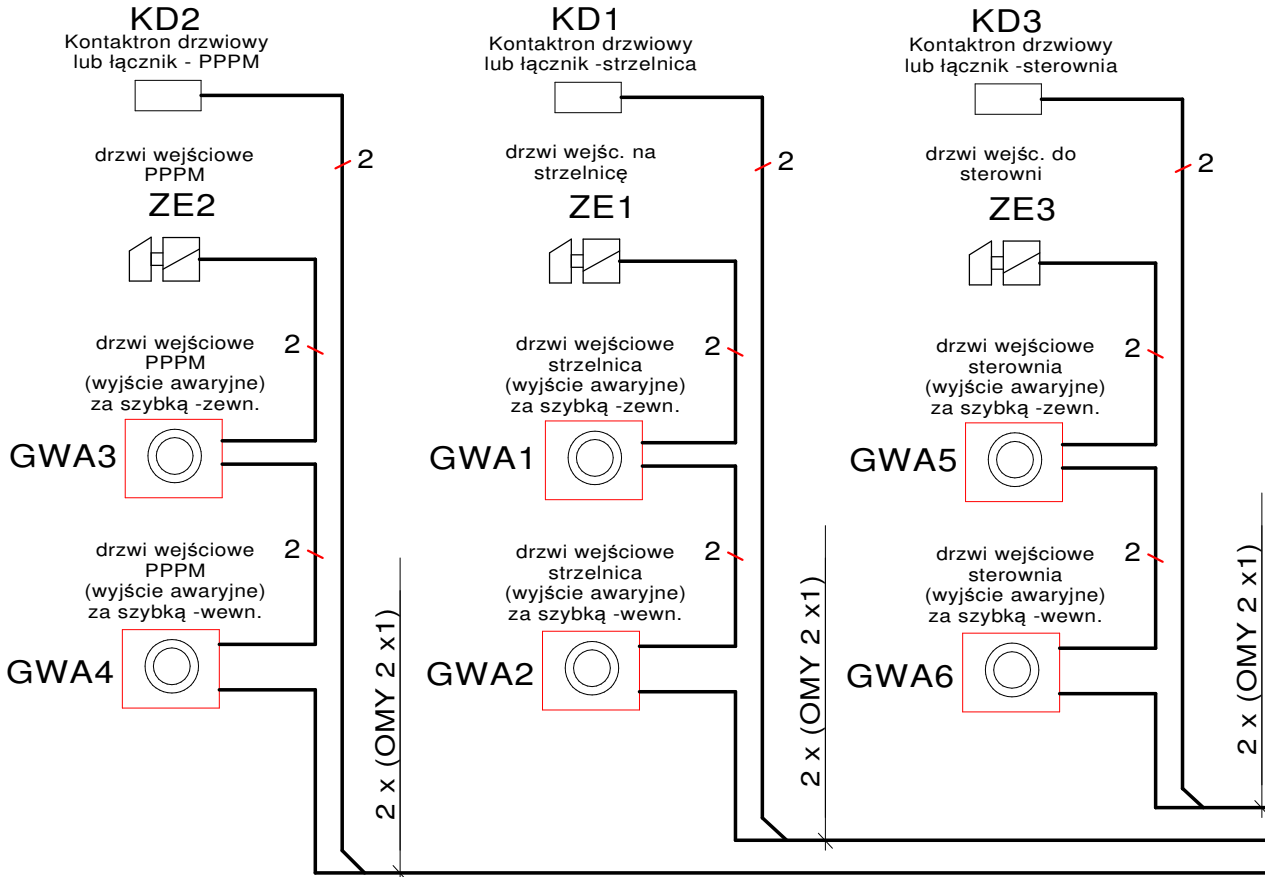 KD2
Kontaktron drzwiowy
lub łącznik - PPPM
2
drzwi wejściowe
PPPM
ZE2
drzwi wejściowe
PPPM
(wyjście awaryjne)
za szybką -zewn.
2
GWA3
drzwi wejściowe
PPPM
(wyjście awaryjne)
za szybką -wewn.
2
GWA4
2 x (OMY 2 x1)
KD1
Kontaktron drzwiowy
lub łącznik -strzelnica
2
drzwi wejśc. na
strzelnicę
ZE1
drzwi wejściowe
strzelnica
(wyjście awaryjne)
za szybką -zewn.
2
GWA1
drzwi wejściowe
strzelnica
(wyjście awaryjne)
za szybką -wewn.
2
GWA2
2 x (OMY 2 x1)
KD3
Kontaktron drzwiowy
lub łącznik -sterownia
2
drzwi wejśc. do
sterowni
ZE3
drzwi wejściowe
sterownia
(wyjście awaryjne)
za szybką -zewn.
2
GWA5
drzwi wejściowe
sterownia
(wyjście awaryjne)
za szybką -wewn.
2
GWA6
2 x (OMY 2 x1)